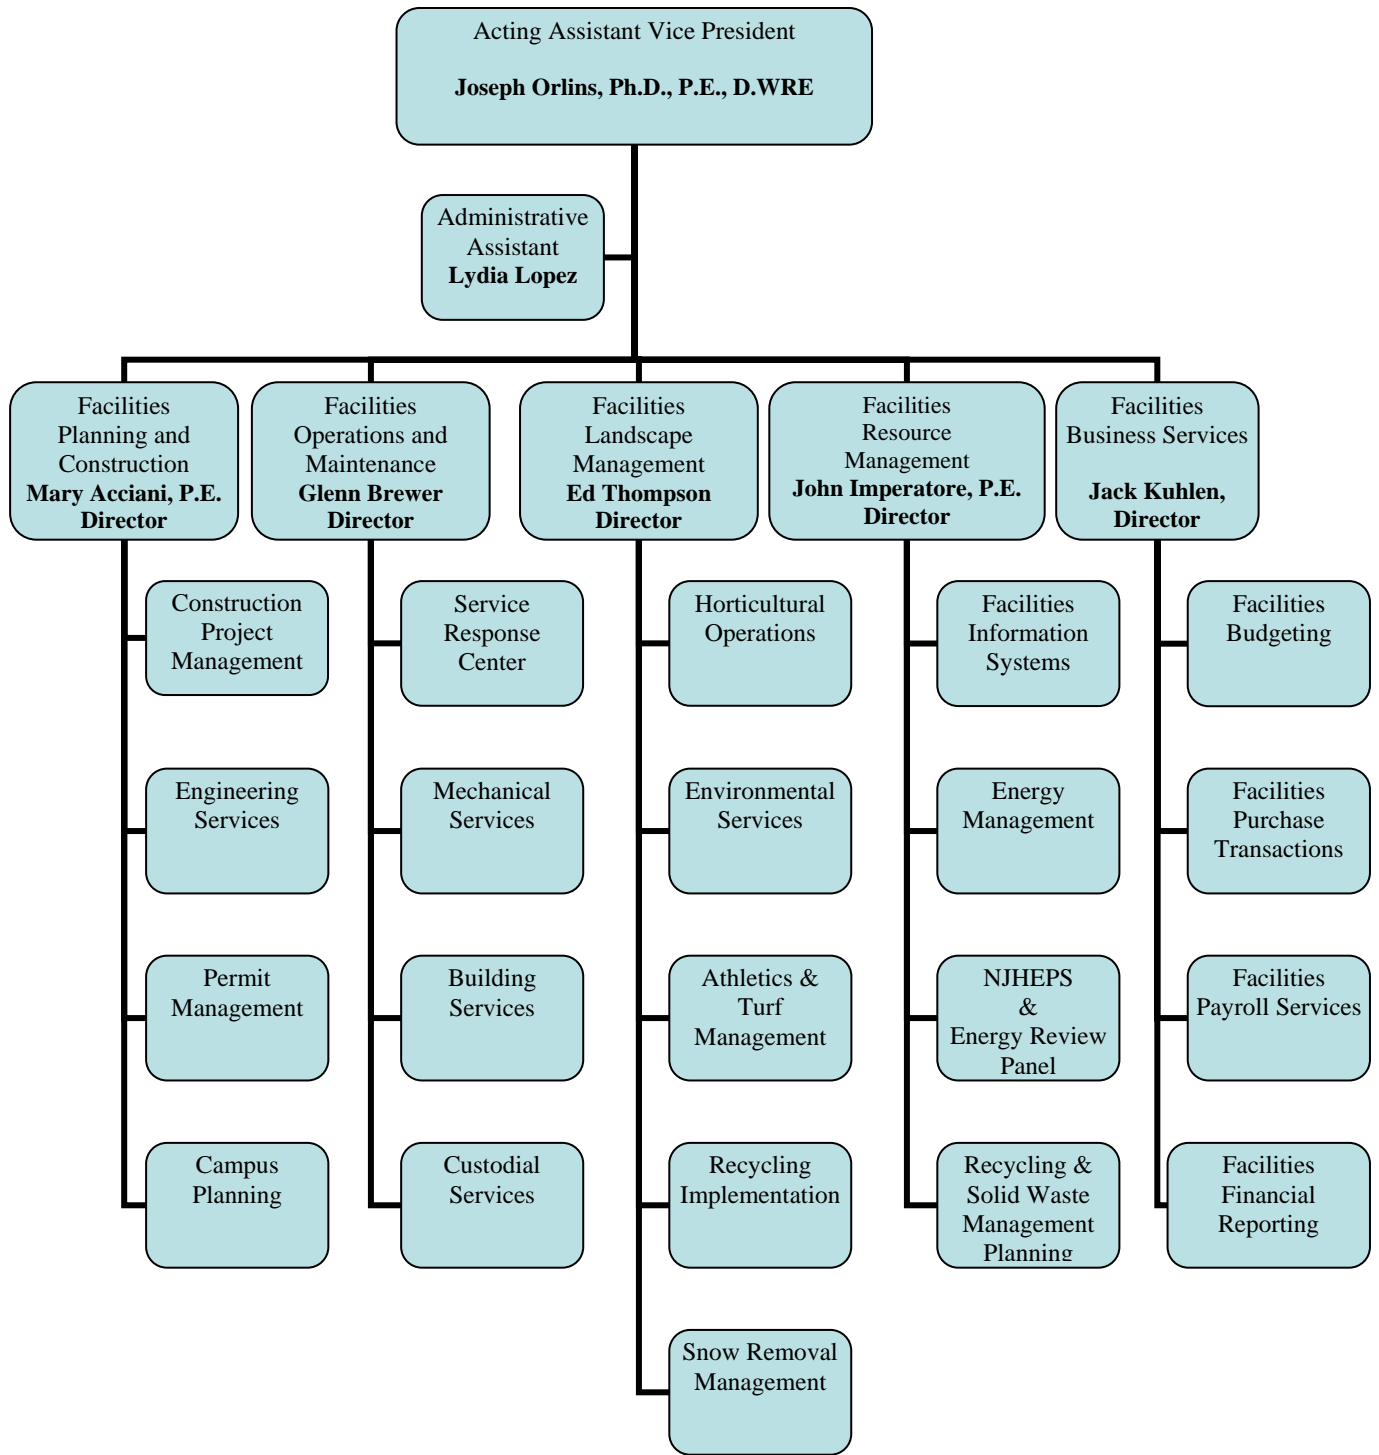 Acting Assistant Vice President
Joseph Orlins, Ph.D., P.E., D.WRE
Administrative
Assistant
Lydia Lopez
Facilities
Planning and
Construction
Mary Acciani, P.E.
Director
Facilities
Operations and
Maintenance
Glenn Brewer
Director
Facilities
Landscape
Management
Ed Thompson
Director
Facilities
Resource
Management
John Imperatore, P.E.
Director
Facilities
Business Services
Jack Kuhlen,
Director
Construction
Project
Management
Service
Response
Center
Horticultural
Operations
Facilities
Information
Systems
Facilities
Budgeting
Engineering
Services
Mechanical
Services
Environmental
Services
Energy
Management
Facilities
Purchase
Transactions
Permit
Management
Building
Services
Athletics &
Turf
Management
NJHEPS
&
Energy Review
Panel
Facilities
Payroll Services
Campus
Planning
Custodial
Services
Recycling
Implementation
Recycling &
Solid Waste
Management
Planning
Facilities
Financial
Reporting
Snow Removal
Management